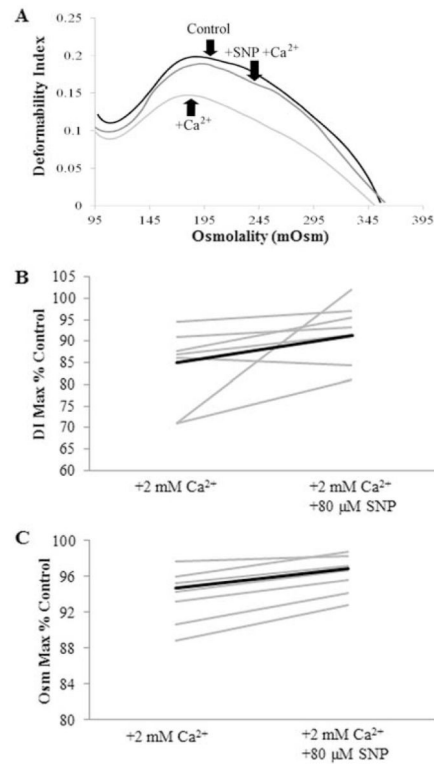 A
Control
+SNP +Ca²⁺
+Ca²⁺
Deformability Index
0.25
0.2
0.15
0.1
0.05
0
95
145
195
245
295
345
395
Osmolality (mOsm)
B
DI Max % Control
105
100
95
90
85
80
75
70
65
60
+2 mM Ca²⁺
+2 mM Ca²⁺
+80 µM SNP
C
Osm Max % Control
100
96
92
88
84
80
+2 mM Ca²⁺
+2 mM Ca²⁺
+80 µM SNP